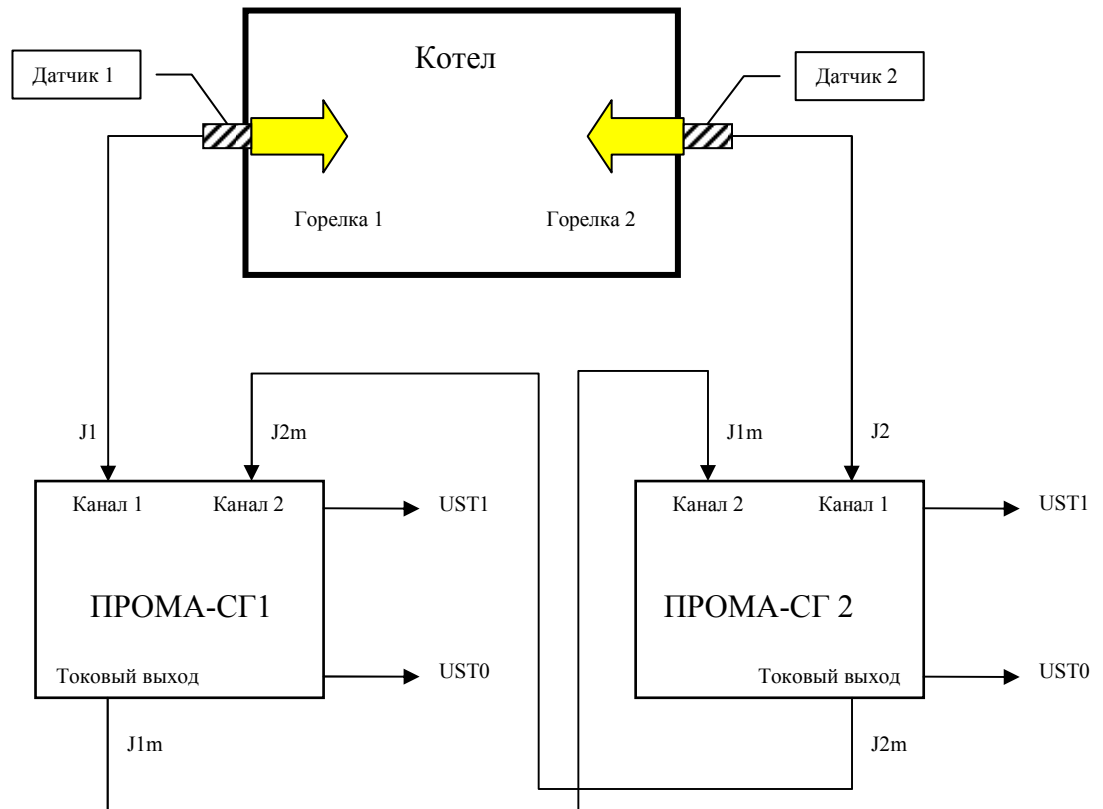 Котел
Датчик 1
Датчик 2
Горелка 1
Горелка 2
J1
J2m
J1m
J2
Канал 1
Канал 2
UST1
Канал 2
Канал 1
UST1
ПРОМА-СГ1
ПРОМА-СГ 2
Токовый выход
UST0
Токовый выход
UST0
J1m
J2m